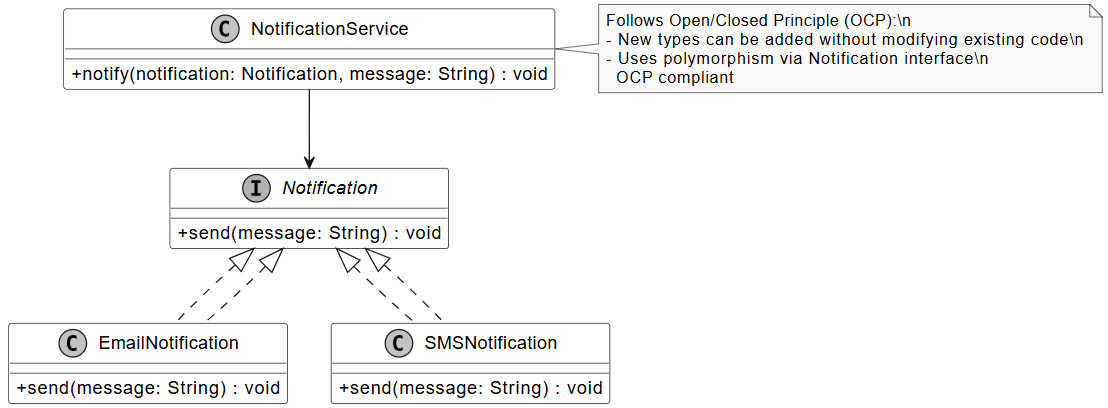 C NotificationService
+notify(notification: Notification, message: String) : void
Follows Open/Closed Principle (OCP):\n
- New types can be added without modifying existing code\n
- Uses polymorphism via Notification interface\n
OCP compliant
I Notification
+send(message: String) : void
C EmailNotification
+send(message: String) : void
C SMSNotification
+send(message: String) : void